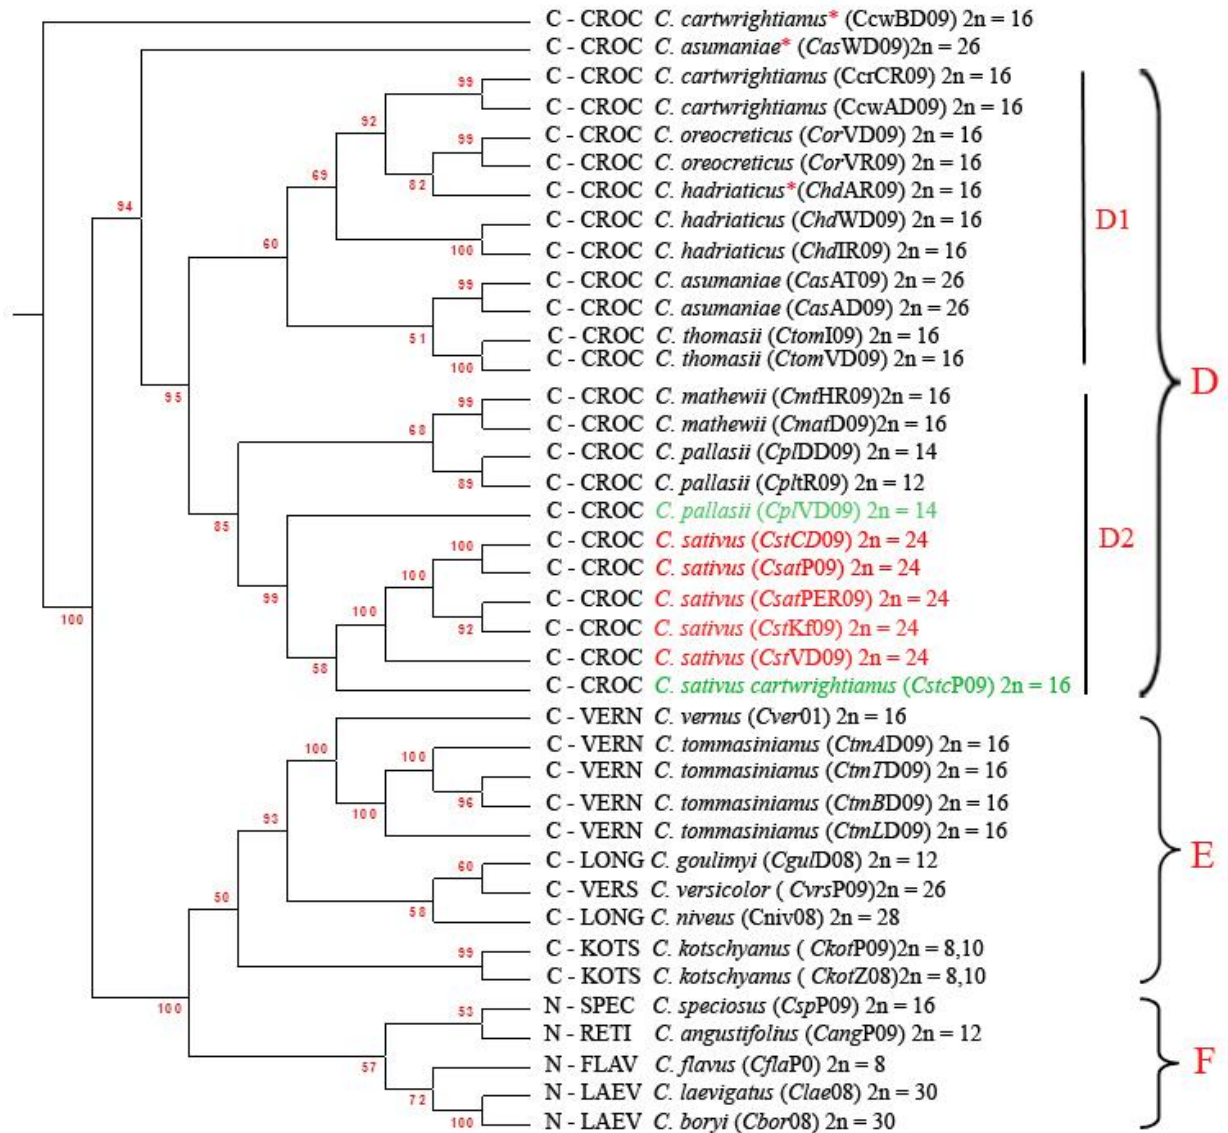 C - CROC C. cartwrightianus* (CcwBD09) 2n = 16
C - CROC C. asumaniae* (CasWD09)2n = 26
99 C - CROC C. cartwrightianus (CcrCR09) 2n = 16
C - CROC C. cartwrightianus (CcwAD09) 2n = 16
92
99 C - CROC C. oreocreticus (CorVD09) 2n = 16
C - CROC C. oreocreticus (CorVR09) 2n = 16
69 82 C - CROC C. hadriaticus*(ChdAR09) 2n = 16
94 C - CROC C. hadriaticus (ChdWD09) 2n = 16
D1
60 100 C - CROC C. hadriaticus (ChdIR09) 2n = 16
99 C - CROC C. asumaniae (CasAT09) 2n = 26
C - CROC C. asumaniae (CasAD09) 2n = 26
51 C - CROC C. thomasii (CtomI09) 2n = 16
100 C - CROC C. thomasii (CtomVD09) 2n = 16
D
95 99 C - CROC C. mathewii (CmtHR09)2n = 16
C - CROC C. mathewii (CmatD09)2n = 16
68 C - CROC C. pallasii (CplDD09) 2n = 14
89 C - CROC C. pallasii (CpltR09) 2n = 12
85 C - CROC C. pallasii (CplVD09) 2n = 14
100 C - CROC C. sativus (CstCD09) 2n = 24
D2
100 C - CROC C. sativus (CsatP09) 2n = 24
99 C - CROC C. sativus (CsatPER09) 2n = 24
100 92 C - CROC C. sativus (CstKf09) 2n = 24
100 C - CROC C. sativus (CstVD09) 2n = 24
58 C - CROC C. sativus cartwrightianus (CstcP09) 2n = 16
C - VERN C. vernus (Cver01) 2n = 16
100 100 C - VERN C. tommasinianus (CtmAD09) 2n = 16
C - VERN C. tommasinianus (CtmTD09) 2n = 16
96 C - VERN C. tommasinianus (CtmBD09) 2n = 16
93 100 C - VERN C. tommasinianus (CtmLD09) 2n = 16
E
60 C - LONG C. goulimyi (CgulD08) 2n = 12
C - VERS C. versicolor ( CvrsP09)2n = 26
50 58 C - LONG C. niveus (Cniv08) 2n = 28
99 C - KOTS C. kotschyanus ( CkotP09)2n = 8,10
C - KOTS C. kotschyanus ( CkotZ08)2n = 8,10
100 53 N - SPEC C. speciosus (CspP09) 2n = 16
N - RETI C. angustifolius (CangP09) 2n = 12
F
57 N - FLAV C. flavus (CflaP0) 2n = 8
72 N - LAEV C. laevigatus (Clae08) 2n = 30
100 N - LAEV C. boryi (Cbor08) 2n = 30